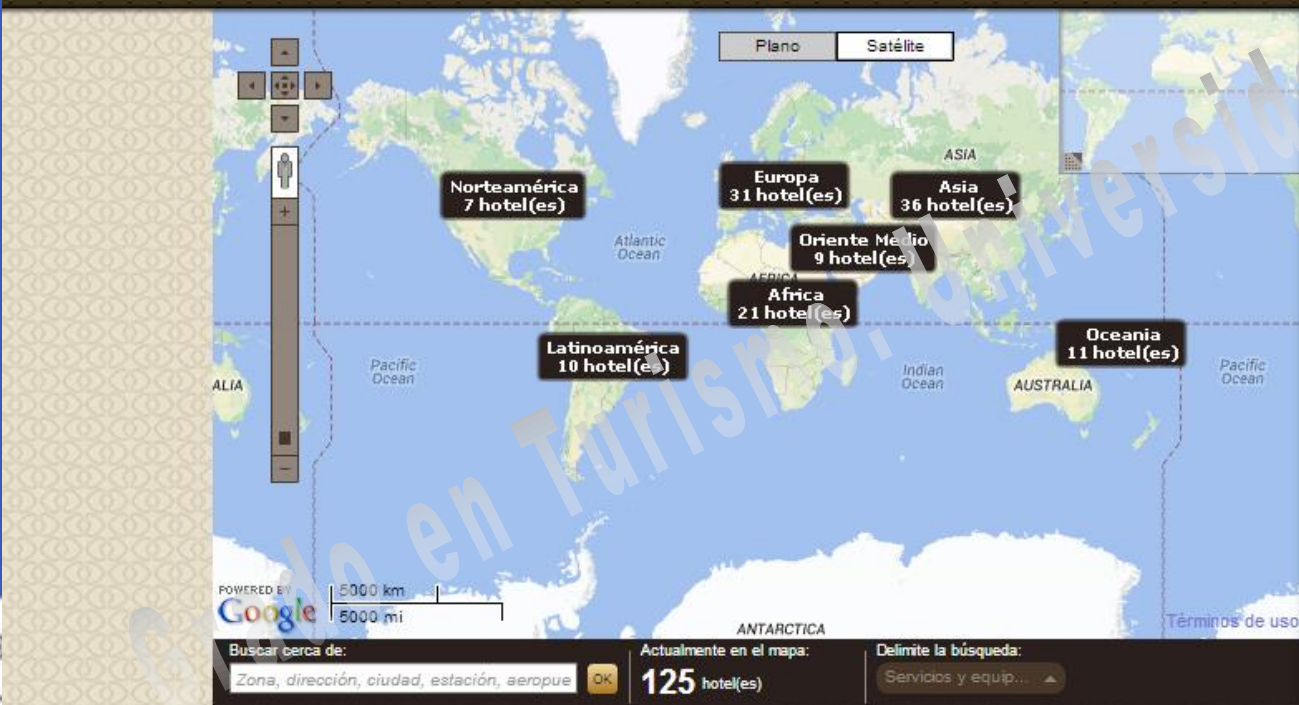 Plano Satélite
ASIA
Europa
31 hotel(es)
Norteamérica
7 hotel(es)
Asia
36 hotel(es)
Atlantic
Ocean
Oriente Medio
9 hotel(es)
AFRICA
Africa
21 hotel(es)
Latinoamérica
10 hotel(es)
Oceania
11 hotel(es)
Pacific
Ocean
Indian
Ocean
Pacific
Ocean
ALIA
AUSTRALIA
Grado en Turismo. Universid
POWERED BY
Google
5000 km
5000 mi
ANTARCTICA
Términos de uso
Buscar cerca de:
Zona, dirección, ciudad, estación, aeropue
OK
Actualmente en el mapa:
125 hotel(es)
Delimite la búsqueda:
Servicios y equip...